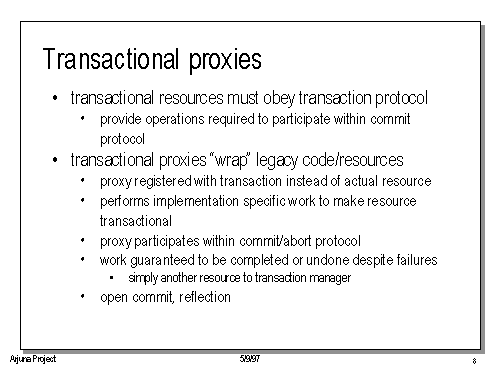 Transactional proxies
• transactional resources must obey transaction protocol
• provide operations required to participate within commit
protocol
• transactional proxies “wrap” legacy code/resources
• proxy registered with transaction instead of actual resource
• performs implementation specific work to make resource
transactional
• proxy participates within commit/abort protocol
• work guaranteed to be completed or undone despite failures
• simply another resource to transaction manager
• open commit, reflection
Arjuna Project 5/9/97 8